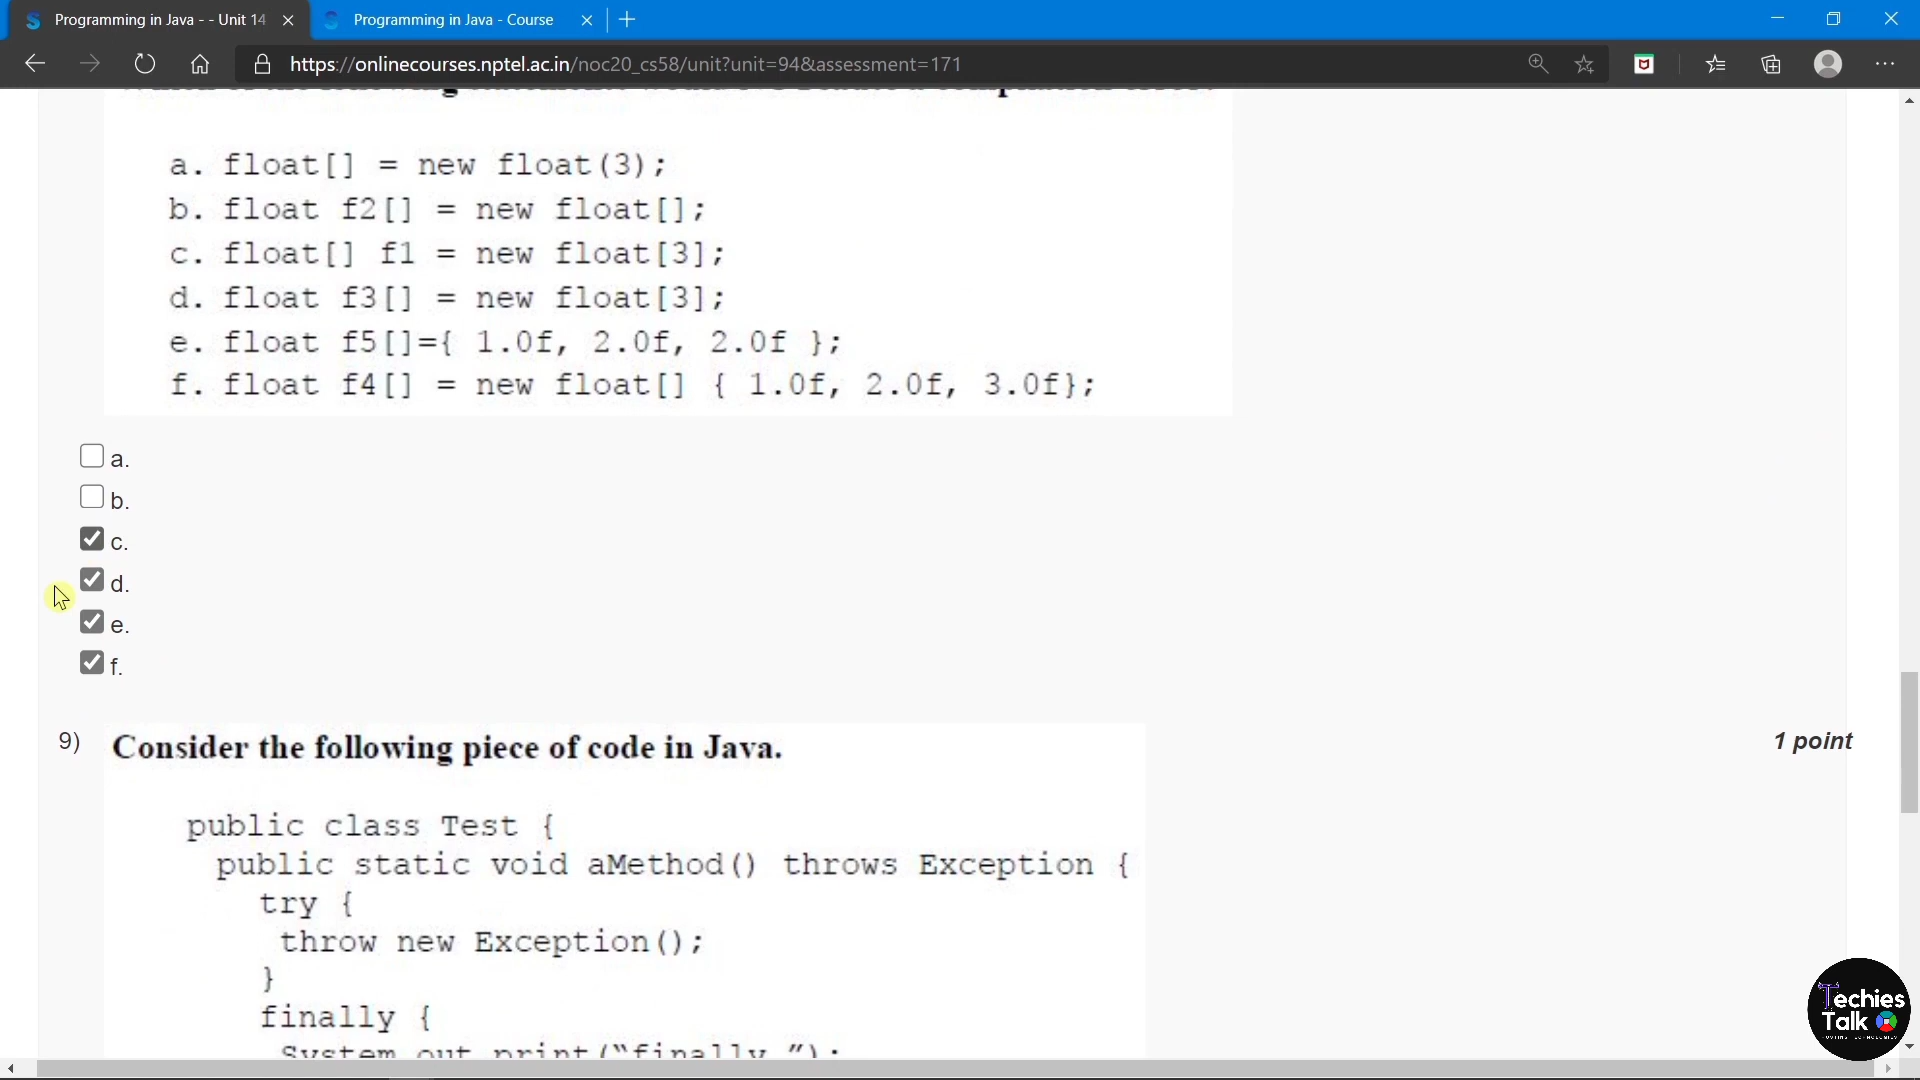 Programming in Java - - Unit 14
Programming in Java - Course
https://onlinecourses.nptel.ac.in/noc20_cs58/unit?unit=94&assessment=171
a. float[] = new float(3);
b. float f2[] = new float[];
c. float[] f1 = new float[3];
d. float f3[] = new float[3];
e. float f5[]={ 1.0f, 2.0f, 2.0f };
f. float f4[] = new float[] { 1.0f, 2.0f, 3.0f};
a.
b.
c.
d.
e.
f.
9) Consider the following piece of code in Java. 1 point
public class Test {
public static void aMethod() throws Exception {
try {
throw new Exception();
}
finally {
System.out.print("finally ");
Techies
Talk